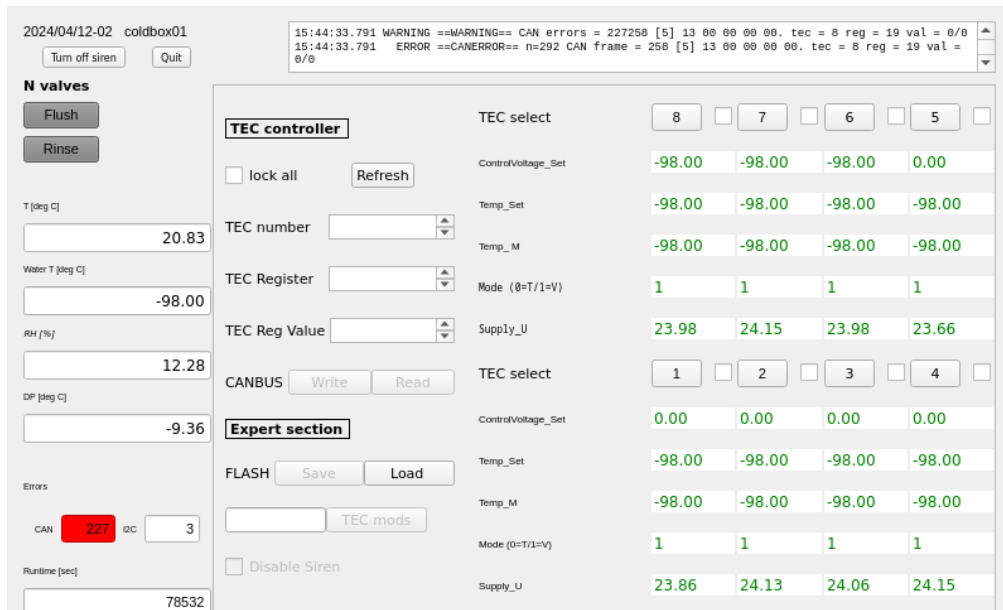 2024/04/12-02 coldbox01
Turn off siren Quit
15:44:33.791 WARNING ==WARNING== CAN errors = 227258 [5] 13 00 00 00 00. tec = 8 reg = 19 val = 0/0
15:44:33.791 ERROR ==CANERROR== n=292 CAN frame = 258 [5] 13 00 00 00 00. tec = 8 reg = 19 val =
0/0
N valves
Flush
Rinse
T [deg C]
20.83
Water T [deg C]
-98.00
RH [%]
12.28
DP [deg C]
-9.36
Errors
CAN 227 I2C 3
Runtime [sec]
78532
TEC controller
lock all Refresh
TEC number
TEC Register
TEC Reg Value
CANBUS Write Read
Expert section
FLASH Save Load
TEC mods
Disable Siren
TEC select 8 7 6 5
ControlVoltage_Set -98.00 -98.00 -98.00 0.00
Temp_Set -98.00 -98.00 -98.00 -98.00
Temp_ M -98.00 -98.00 -98.00 -98.00
Mode (0=T/1=V) 1 1 1 1
Supply_U 23.98 24.15 23.98 23.66
TEC select 1 2 3 4
ControlVoltage_Set 0.00 0.00 0.00 0.00
Temp_Set -98.00 -98.00 -98.00 -98.00
Temp_M -98.00 -98.00 -98.00 -98.00
Mode (0=T/1=V) 1 1 1 1
Supply_U 23.86 24.13 24.06 24.15